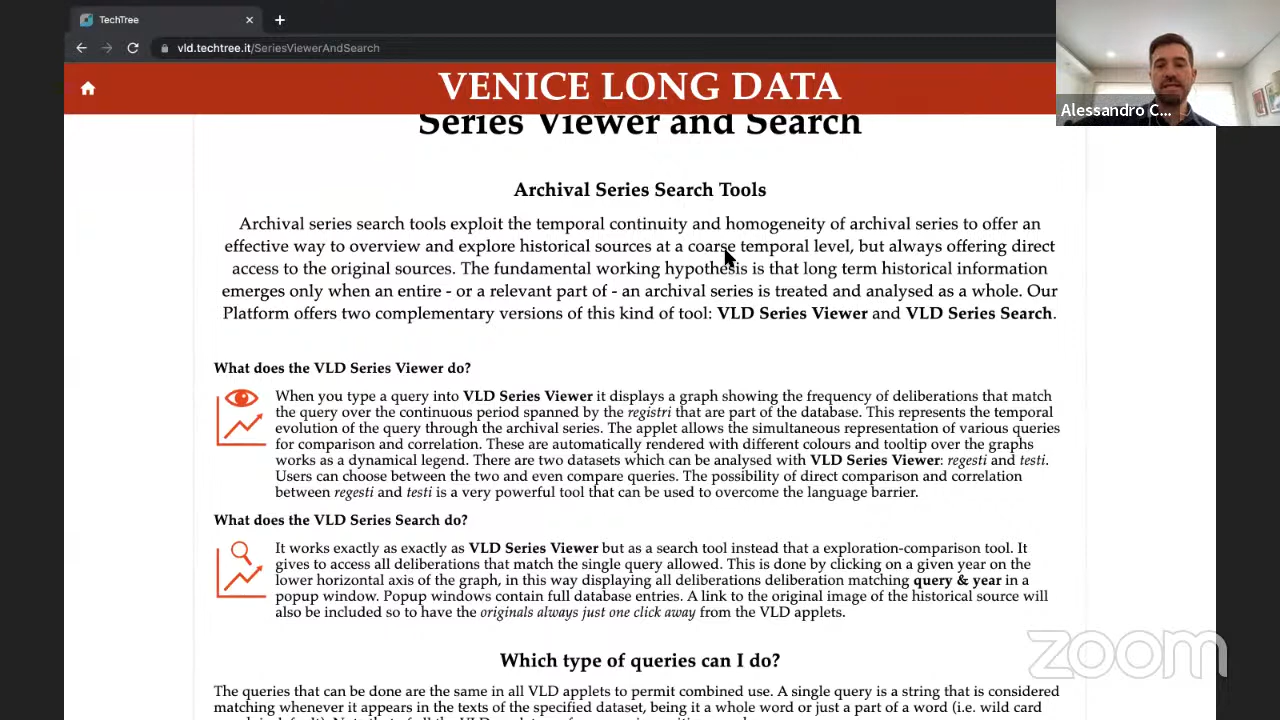 TechTree
vld.techtree.it/SeriesViewerAndSearch
VENICE LONG DATA
Alessandro C...
Series Viewer and Search
Archival Series Search Tools
Archival series search tools exploit the temporal continuity and homogeneity of archival series to offer an
effective way to overview and explore historical sources at a coarse temporal level, but always offering direct
access to the original sources. The fundamental working hypothesis is that long term historical information
emerges only when an entire - or a relevant part of - an archival series is treated and analysed as a whole. Our
Platform offers two complementary versions of this kind of tool: VLD Series Viewer and VLD Series Search.
What does the VLD Series Viewer do?
When you type a query into VLD Series Viewer it displays a graph showing the frequency of deliberations that match
the query over the continuous period spanned by the registri that are part of the database. This represents the temporal
evolution of the query through the archival series. The applet allows the simultaneous representation of various queries
for comparison and correlation. These are automatically rendered with different colours and tooltip over the graphs
works as a dynamical legend. There are two datasets which can be analysed with VLD Series Viewer: regesti and testi.
Users can choose between the two and even compare queries. The possibility of direct comparison and correlation
between regesti and testi is a very powerful tool that can be used to overcome the language barrier.
What does the VLD Series Search do?
It works exactly as exactly as VLD Series Viewer but as a search tool instead that a exploration-comparison tool. It
gives to access all deliberations that match the single query allowed. This is done by clicking on a given year on the
lower horizontal axis of the graph, in this way displaying all deliberations deliberation matching query & year in a
popup window. Popup windows contain full database entries. A link to the original image of the historical source will
also be included so to have the originals always just one click away from the VLD applets.
zoom
Which type of queries can I do?
The queries that can be done are the same in all VLD applets to permit combined use. A single query is a string that is considered
matching whenever it appears in the texts of the specified dataset, being it a whole word or just a part of a word (i.e. wild card